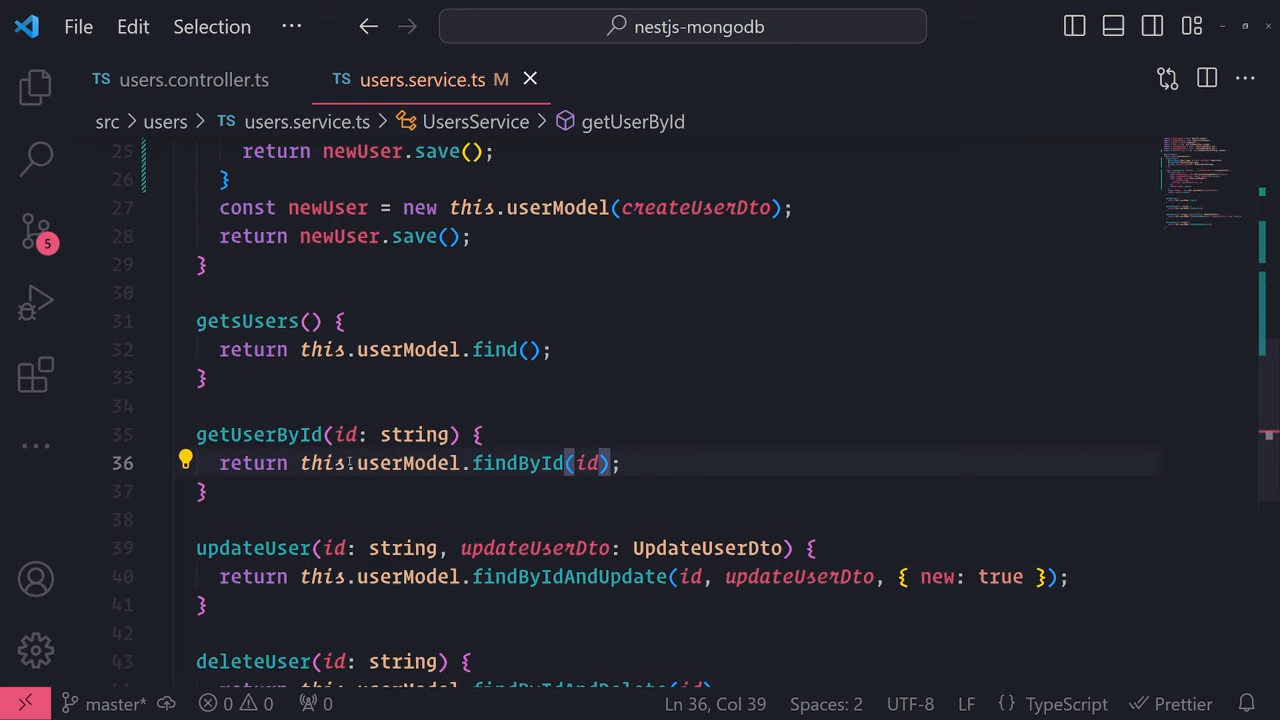 File Edit Selection ··· nestjs-mongodb
TS users.controller.ts TS users.service.ts M
src > users > TS users.service.ts > UsersService > getUserById
25 return newUser.save();
26 }
27 const newUser = new this.userModel(createUserDto);
28 return newUser.save();
29 }
30
31 getsUsers() {
32 return this.userModel.find();
33 }
34
35 getUserById(id: string) {
36 return this.userModel.findById(id);
37 }
38
39 updateUser(id: string, updateUserDto: UpdateUserDto) {
40 return this.userModel.findByIdAndUpdate(id, updateUserDto, { new: true });
41 }
42
43 deleteUser(id: string) {
return this.userModel.findByIdAndDelete(id)
5
master* 0 0 0 Ln 36, Col 39 Spaces: 2 UTF-8 LF {} TypeScript Prettier